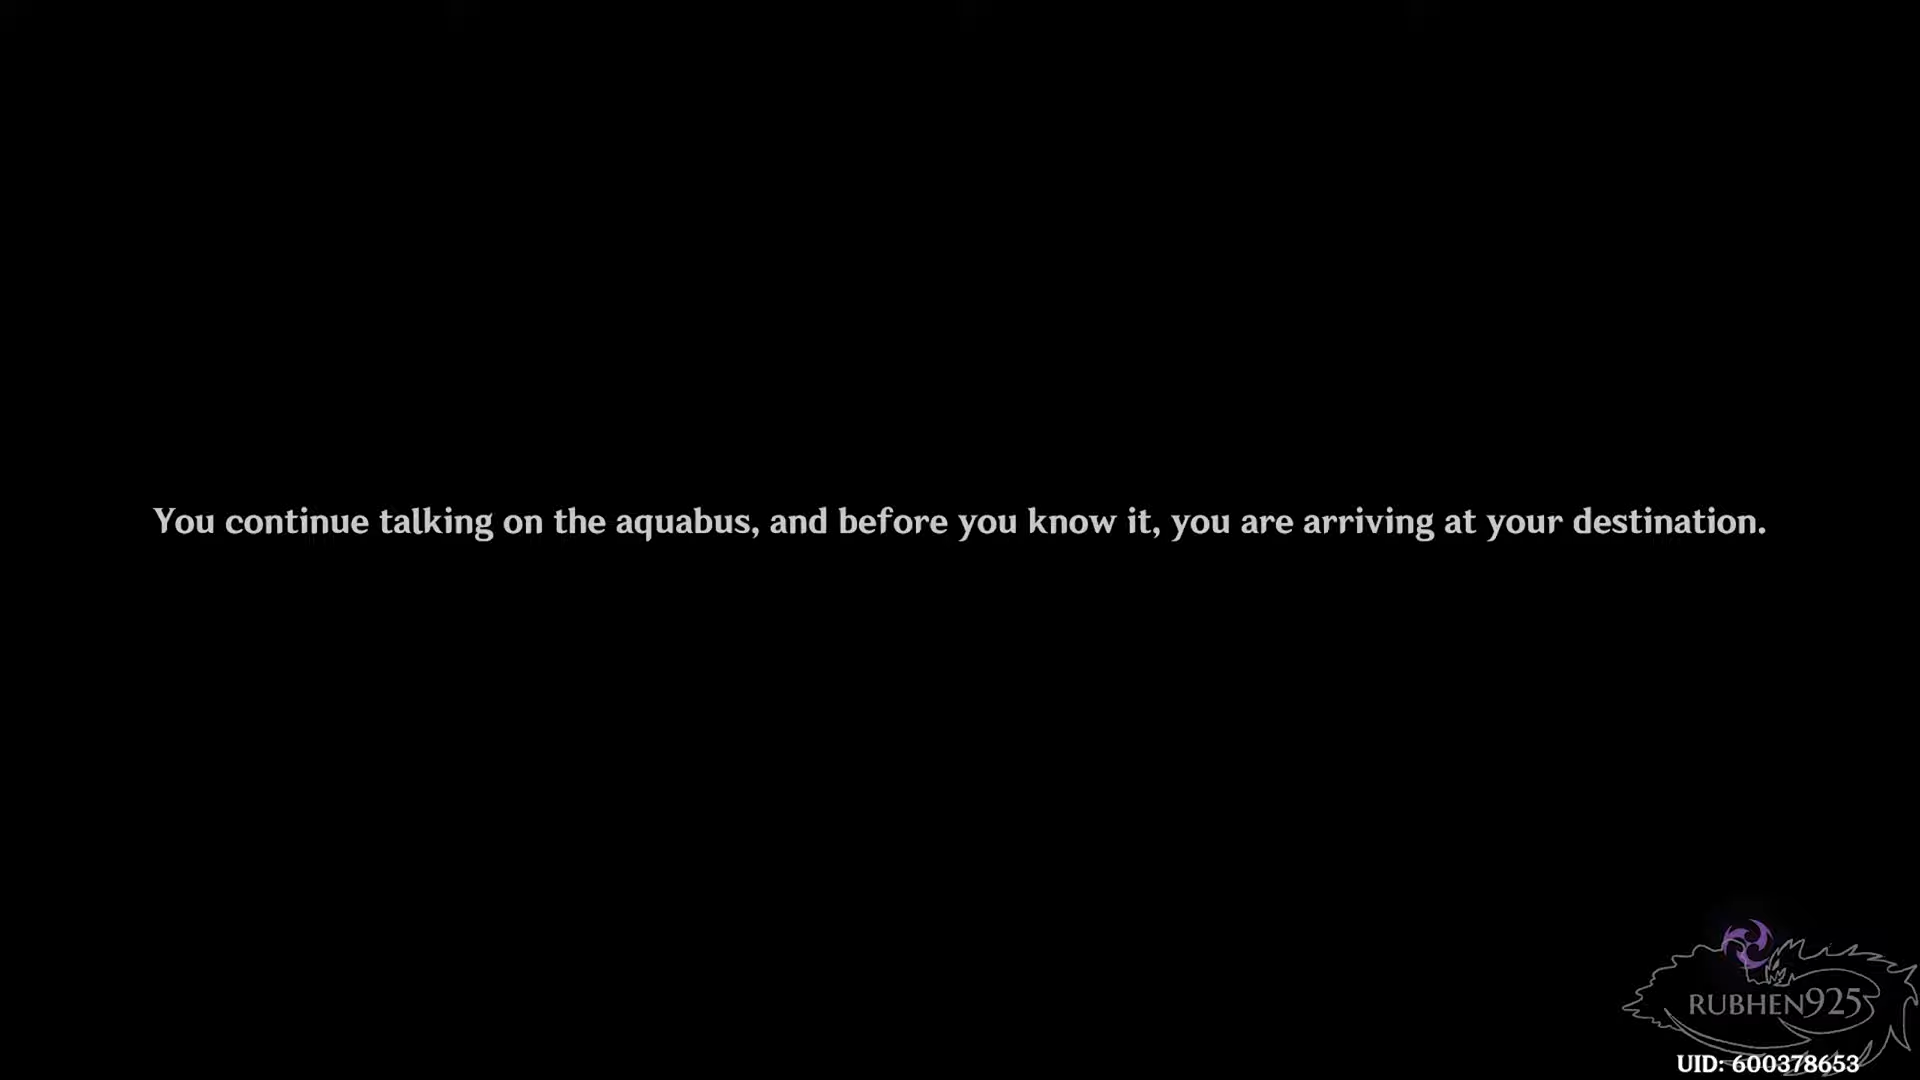 You continue talking on the aquabus, and before you know it, you are arriving at your destination.
RUBHEN925
UID: 600378653